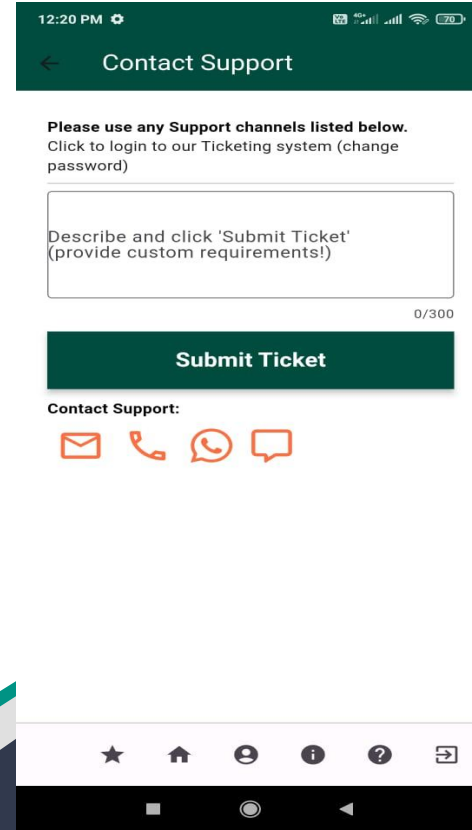 12:20 PM
4G+
70
Contact Support
Please use any Support channels listed below.
Click to login to our Ticketing system (change
password)
Describe and click 'Submit Ticket'
(provide custom requirements!)
0/300
Submit Ticket
Contact Support: